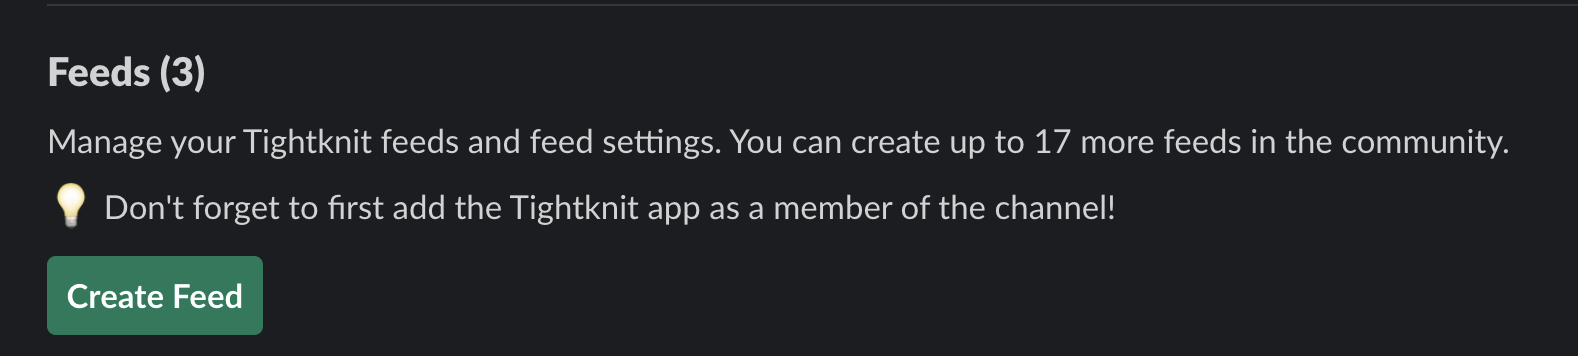 Feeds (3)
Manage your Tightknit feeds and feed settings. You can create up to 17 more feeds in the community.
💡 Don't forget to first add the Tightknit app as a member of the channel!
Create Feed